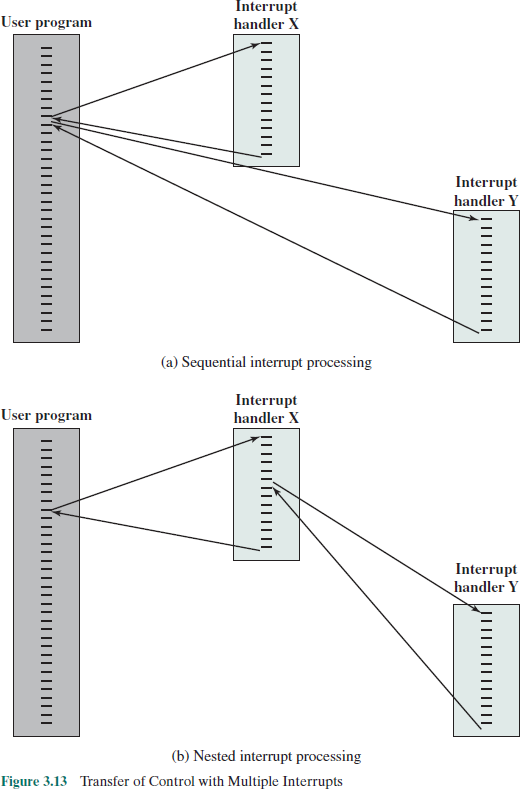 User program
Interrupt
handler X
Interrupt
handler Y
(a) Sequential interrupt processing
User program
Interrupt
handler X
Interrupt
handler Y
(b) Nested interrupt processing
Figure 3.13 Transfer of Control with Multiple Interrupts